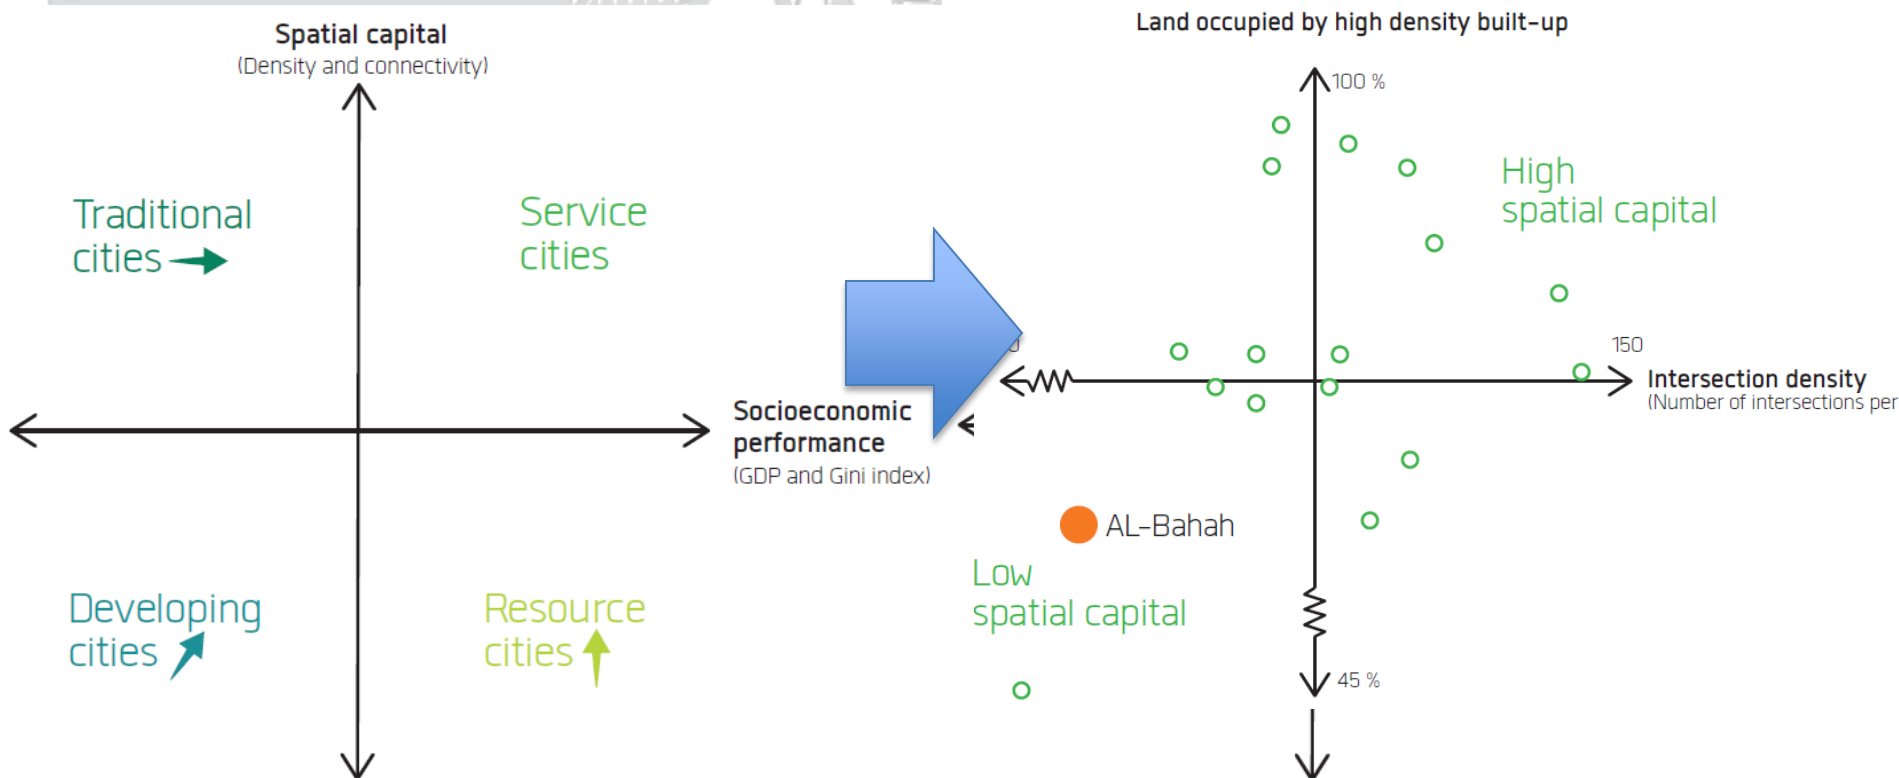 Spatial capital
(Density and connectivity)
Traditional
cities
Service
cities
Socioeconomic
performance
(GDP and Gini index)
Developing
cities
Resource
cities
Land occupied by high density built-up
100 %
High
spatial capital
0
150
Intersection density
(Number of intersections per
AL-Bahah
Low
spatial capital
45 %